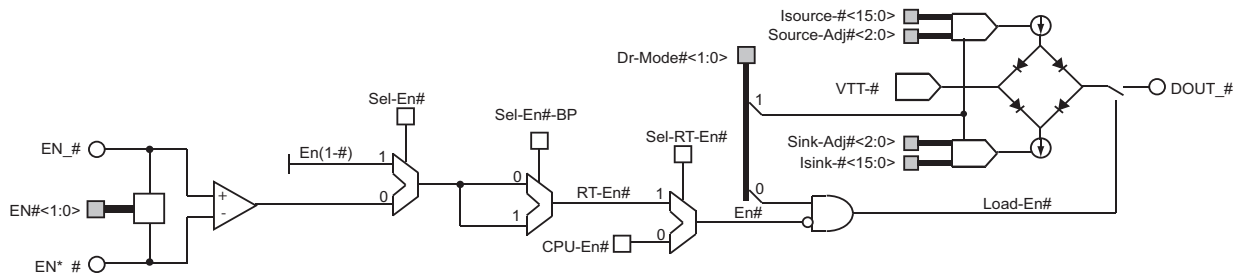 Isource-#<15:0>
Source-Adj#<2:0>
Dr-Mode#<1:0>
VTT-#
DOUT_#
Sel-En#
1
Sel-En#-BP
Sel-RT-En#
Sink-Adj#<2:0>
Isink-#<15:0>
EN_#
En(1-#)
1
0
0
1
RT-En#
1
0
EN#<1:0>
+
-
En#
Load-En#
CPU-En#
0
EN*_#